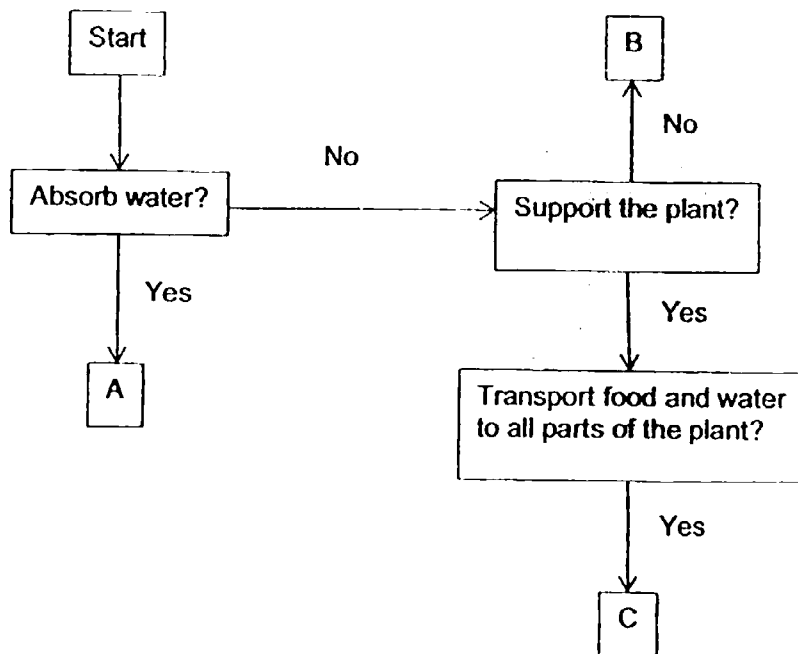 Start
B
No
No
Absorb water?
Support the plant?
Yes
Yes
A
Transport food and water
to all parts of the plant?
Yes
C